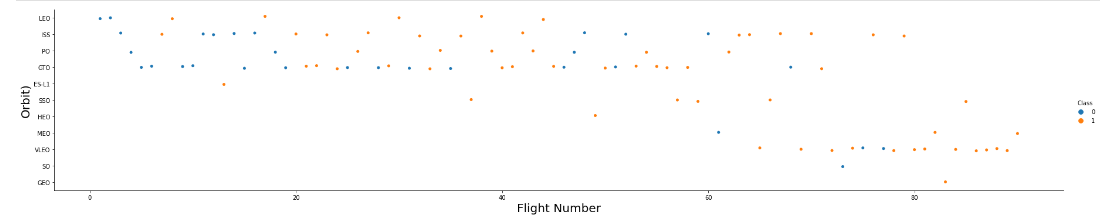 LEO
ISS
PO
GTO
ES-L1
SSO
HEO
MEO
VLEO
SO
GEO
Orbit)
0 20 40 60 80
Flight Number
Class
0
1